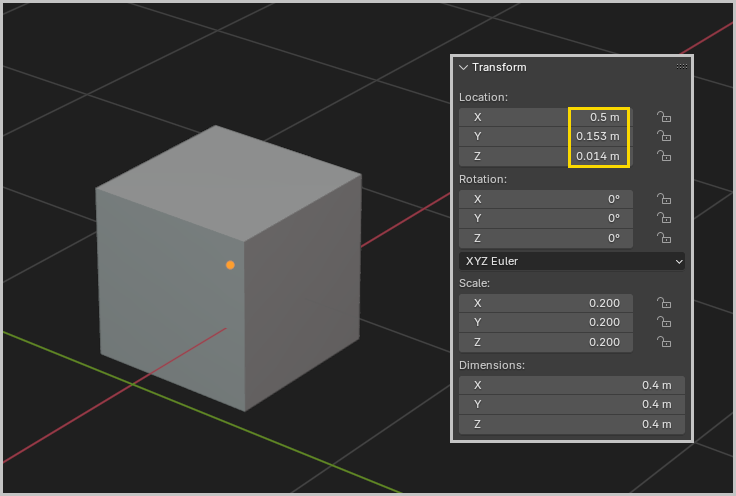 Transform
Location:
X 0.5 m
Y 0.153 m
Z 0.014 m
Rotation:
X 0°
Y 0°
Z 0°
XYZ Euler
Scale:
X 0.200
Y 0.200
Z 0.200
Dimensions:
X 0.4 m
Y 0.4 m
Z 0.4 m